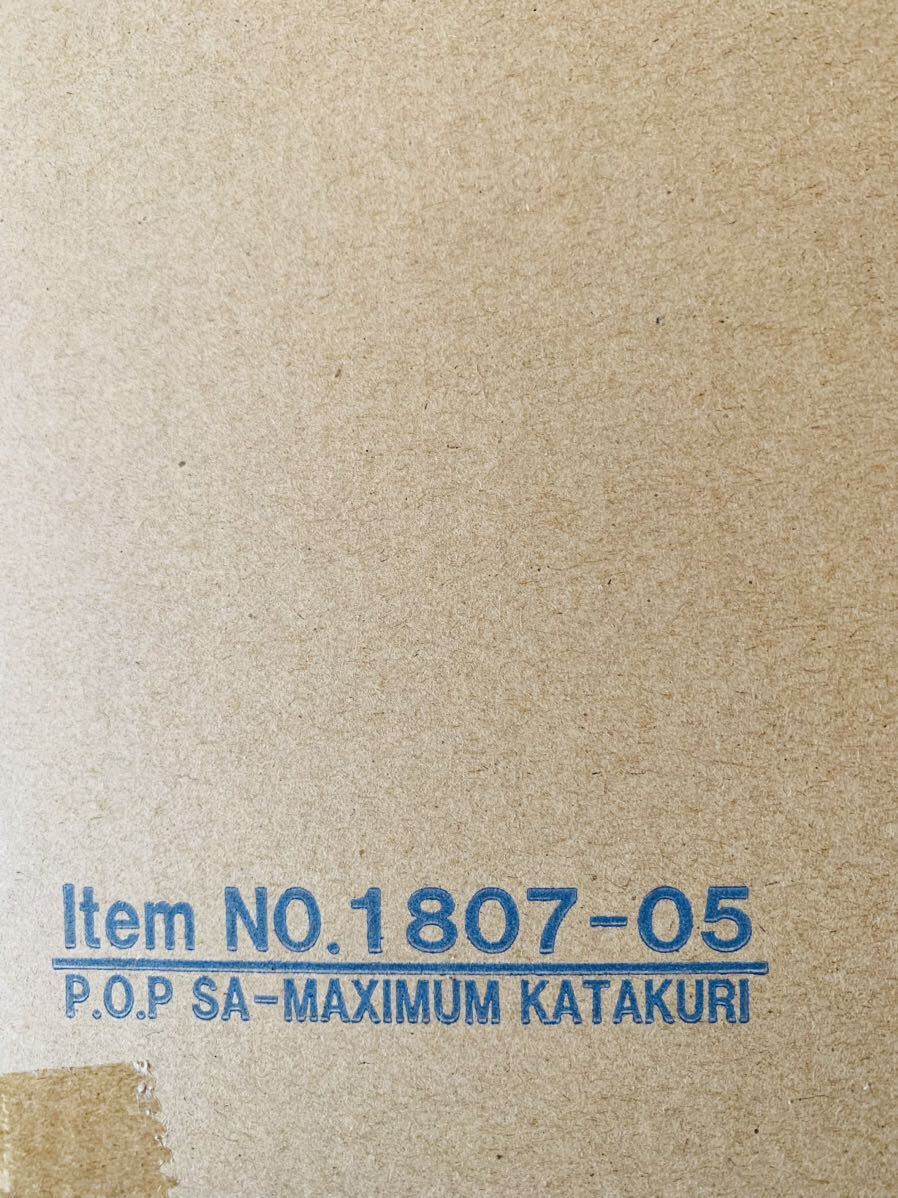 Item NO.1807-05
P.O.P SA-MAXIMUM KATAKURI